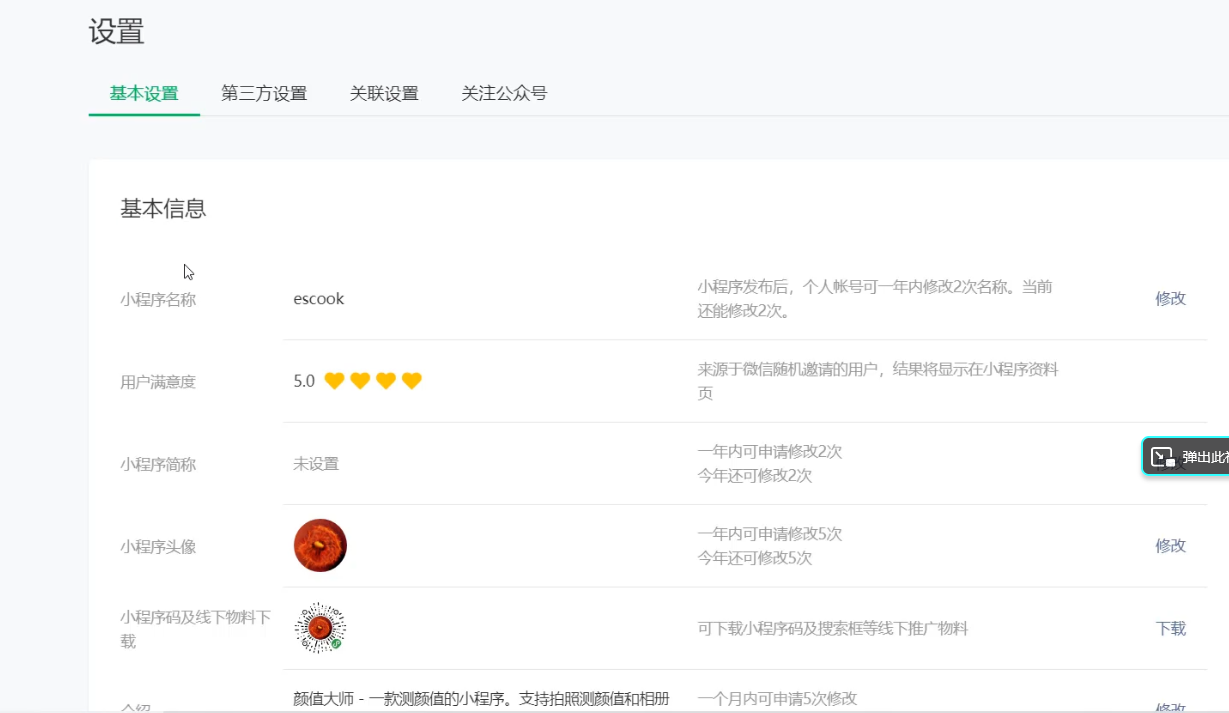 设置
基本设置 第三方设置 关联设置 关注公众号
基本信息
小程序名称
escook
小程序发布后，个人帐号可一年内修改2次名称。当前
还能修改2次。
修改
用户满意度
5.0
来源于微信随机邀请的用户，结果将显示在小程序资料
页
小程序简称
未设置
一年内可申请修改2次
今年还可修改2次
弹出此
小程序头像
一年内可申请修改5次
今年还可修改5次
修改
小程序码及线下物料下
载
可下载小程序码及搜索框等线下推广物料
下载
介绍
颜值大师 - 一款测颜值的小程序。支持拍照测颜值和相册
一个月内可申请5次修改
修改